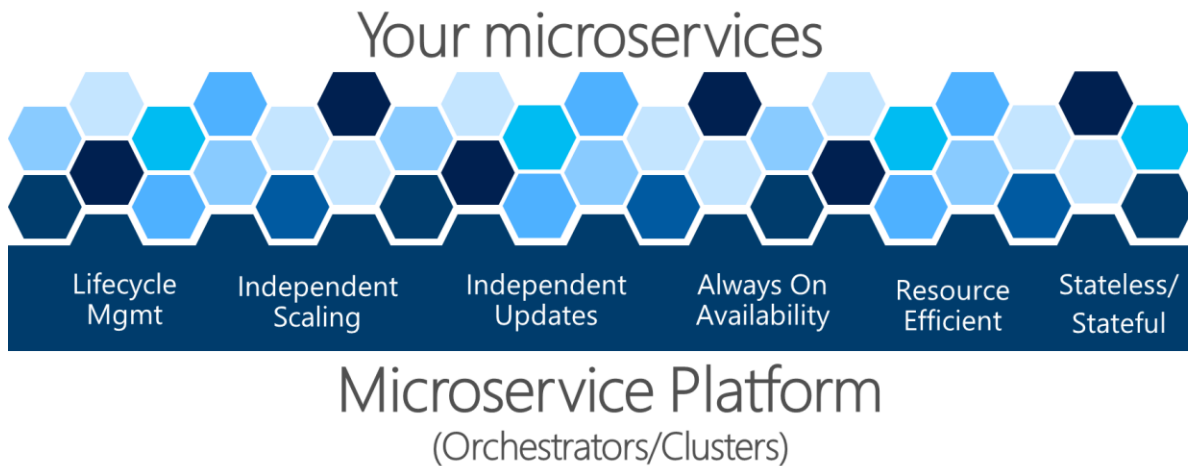 Your microservices
Lifecycle
Mgmt
Independent
Scaling
Independent
Updates
Always On
Availability
Resource
Efficient
Stateless/
Stateful
Microservice Platform
(Orchestrators/Clusters)